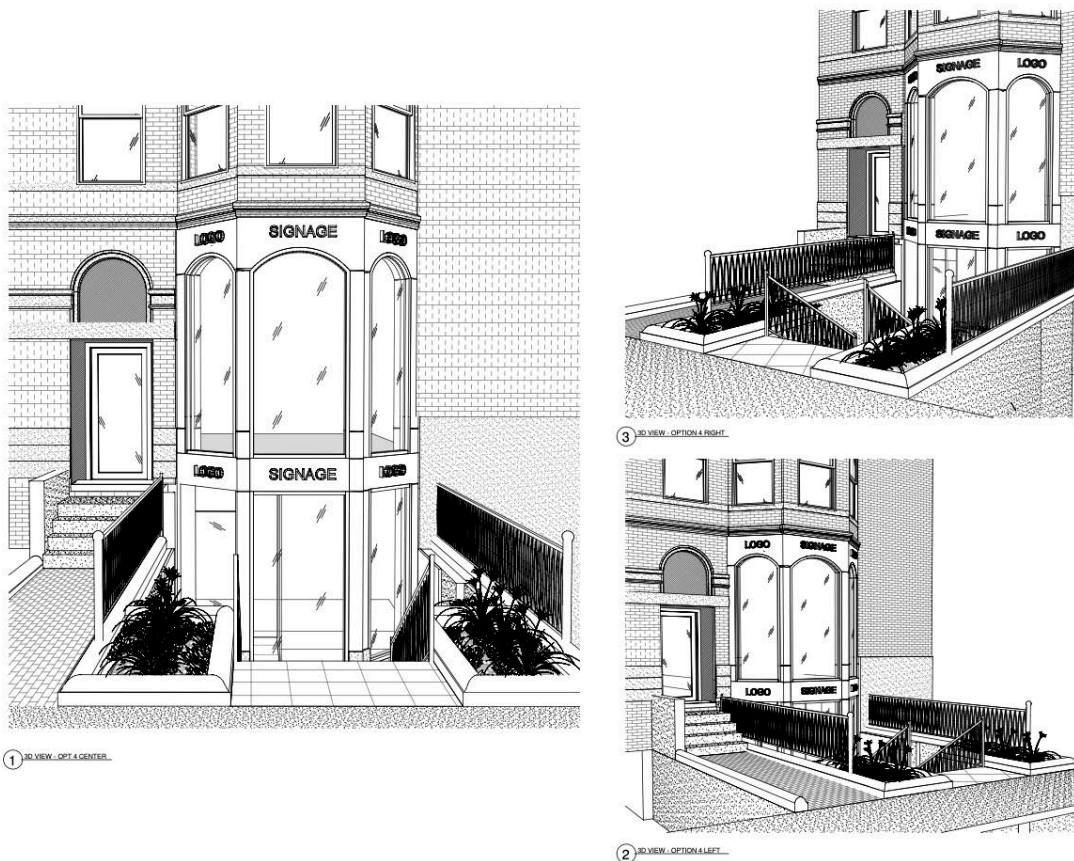 LOGO SIGNAGE LOGO
LOGO SIGNAGE LOGO
1 3D VIEW - OPT 4 CENTER
SIGNAGE LOGO
SIGNAGE LOGO
3 3D VIEW - OPTION 4 RIGHT
LOGO SIGNAGE
LOGO SIGNAGE
2 3D VIEW - OPTION 4 LEFT